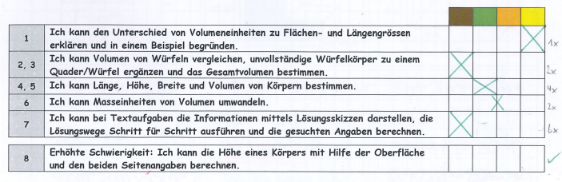 1 Ich kann den Unterschied von Volumeneinheiten zu Flächen- und Längengrössen
erklären und in einem Beispiel begründen. 1x
2, 3 Ich kann Volumen von Würfeln vergleichen, unvollständige Würfelkörper zu einem
Quader/Würfel ergänzen und das Gesamtvolumen bestimmen. 2x
4, 5 Ich kann Länge, Höhe, Breite und Volumen von Körpern bestimmen. 4x
6 Ich kann Masseinheiten von Volumen umwandeln. 2x
7 Ich kann bei Textaufgaben die Informationen mittels Lösungsskizzen darstellen, die
Lösungswege Schritt für Schritt ausführen und die gesuchten Angaben berechnen.
8 Erhöhte Schwierigkeit: Ich kann die Höhe eines Körpers mit Hilfe der Oberfläche
und den beiden Seitenangaben berechnen.